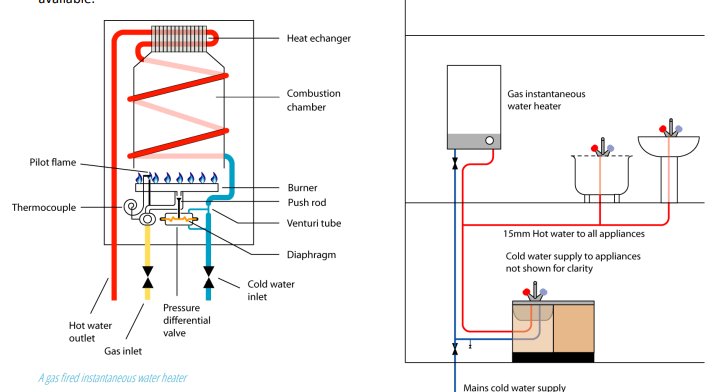 available.
Heat echanger
Combustion
chamber
Pilot flame
Burner
Push rod
Thermocouple
Venturi tube
Diaphragm
Cold water
inlet
Pressure
differential
valve
Hot water
outlet
Gas inlet
A gas fired instantaneous water heater
Gas instantaneous
water heater
15mm Hot water to all appliances
Cold water supply to appliances
not shown for clarity
Mains cold water supply